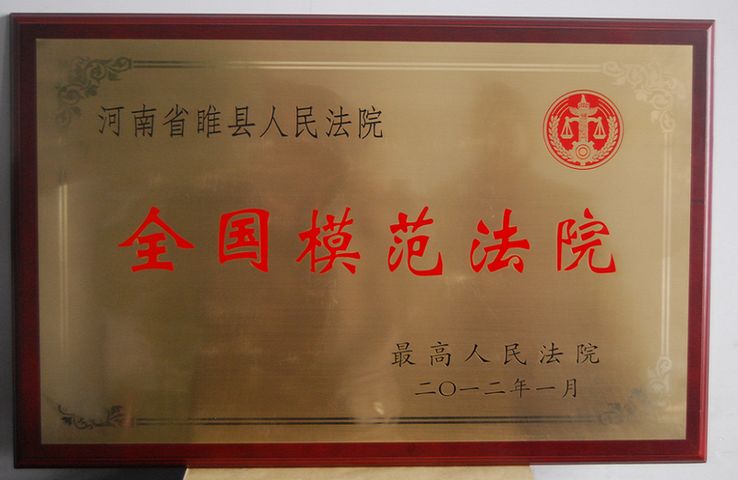 河南省睢县人民法院
全国模范法院
最高人民法院
二〇一二年一月